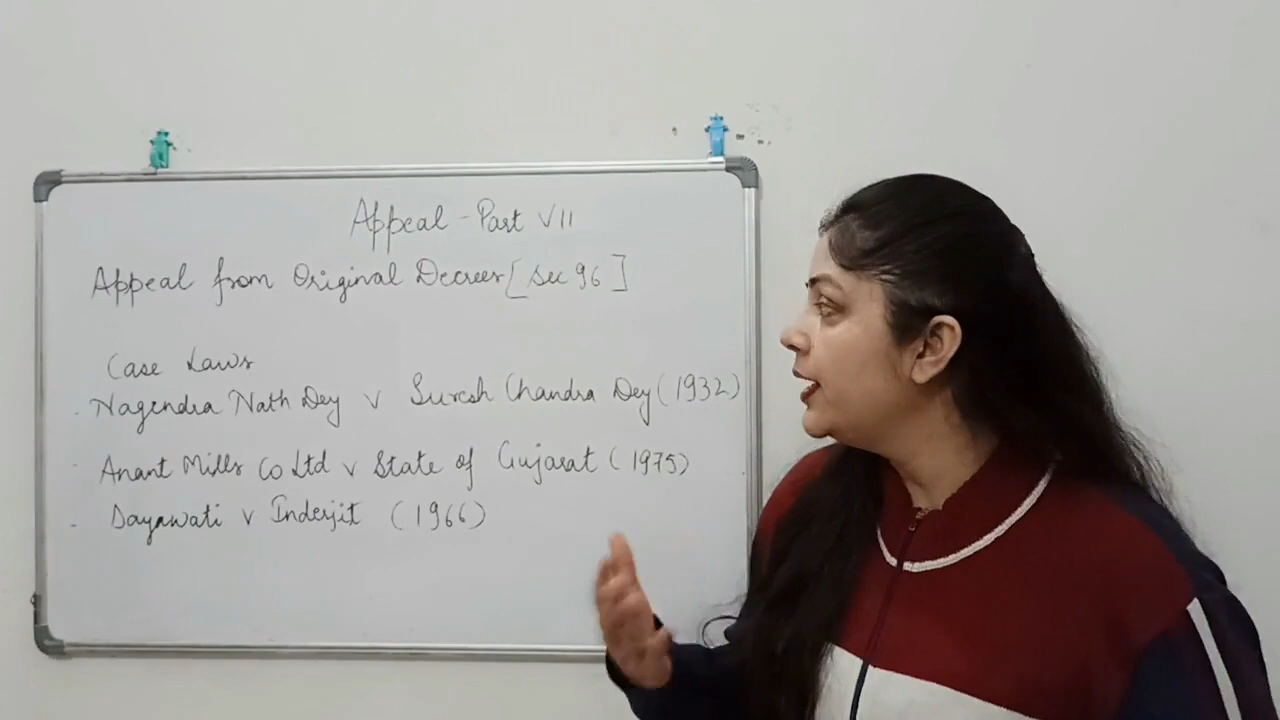 Appeal - Part VII
Appeal from Original Decrees [Sec 96]
Case Laws
- Nagendra Nath Dey v Suresh Chandra Dey (1932)
- Anant Mills Co Ltd v State of Gujarat (1975)
- Dayawati v Inderjit (1966)